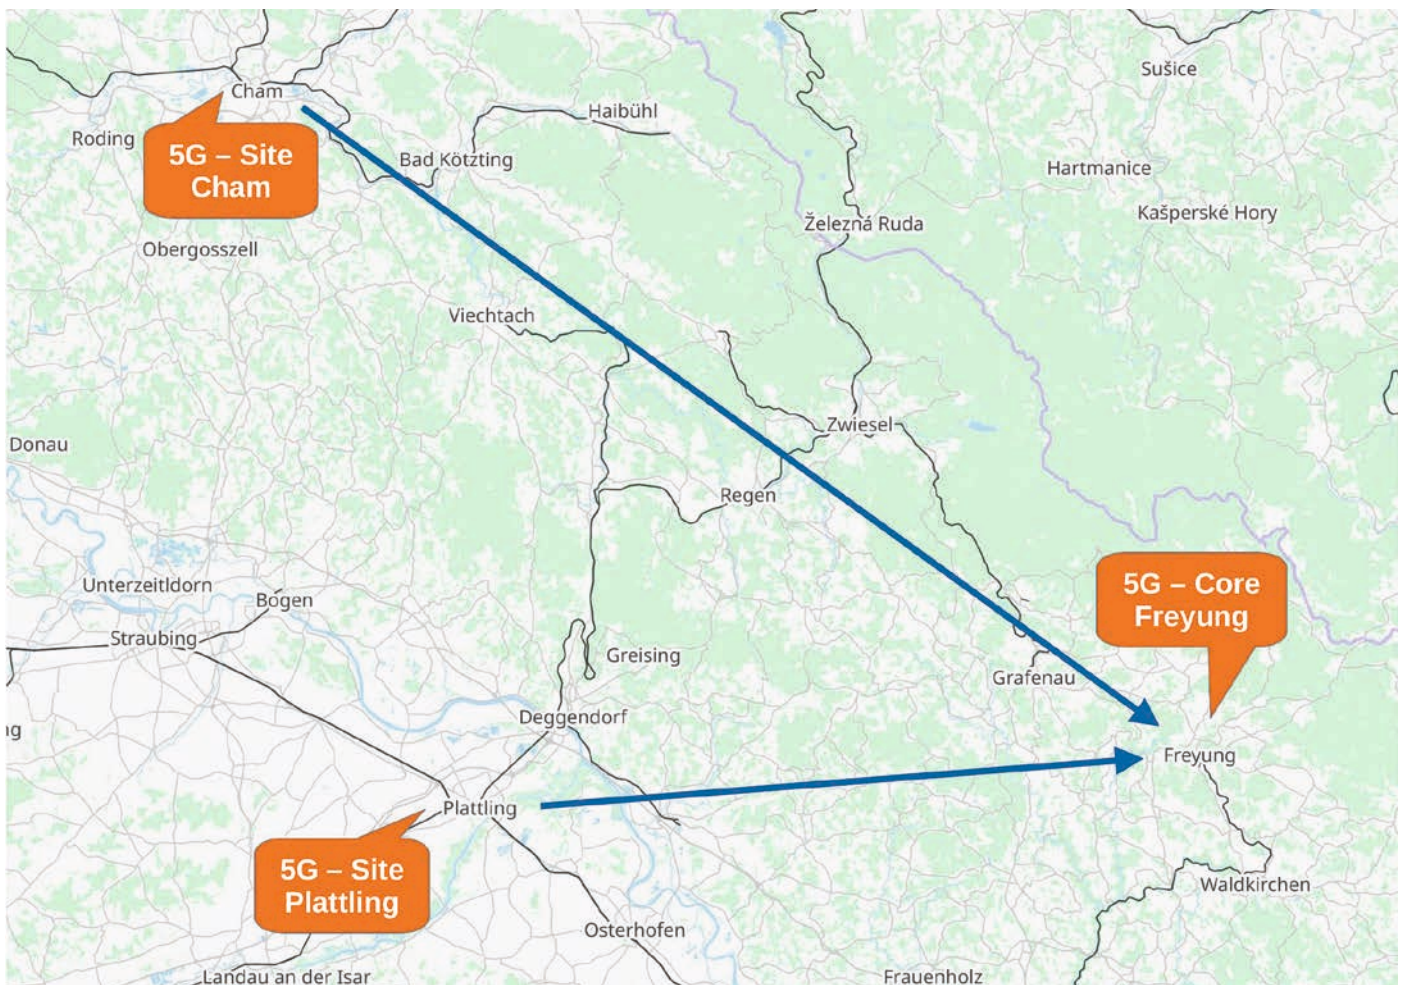 Sušice
Cham
Haibühl
Roding
5G – Site
Cham
Bad Kötzting
Hartmanice
Kašperské Hory
Železná Ruda
Obergosszell
Viechtach
Zwiesel
Donau
Regen
Unterzeitldorn
Bogen
5G – Core
Freyung
Straubing
Greising
Grafenau
Deggendorf
ng
Freyung
Plattling
5G – Site
Plattling
Waldkirchen
Osterhofen
Landau an der Isar
Frauenholz